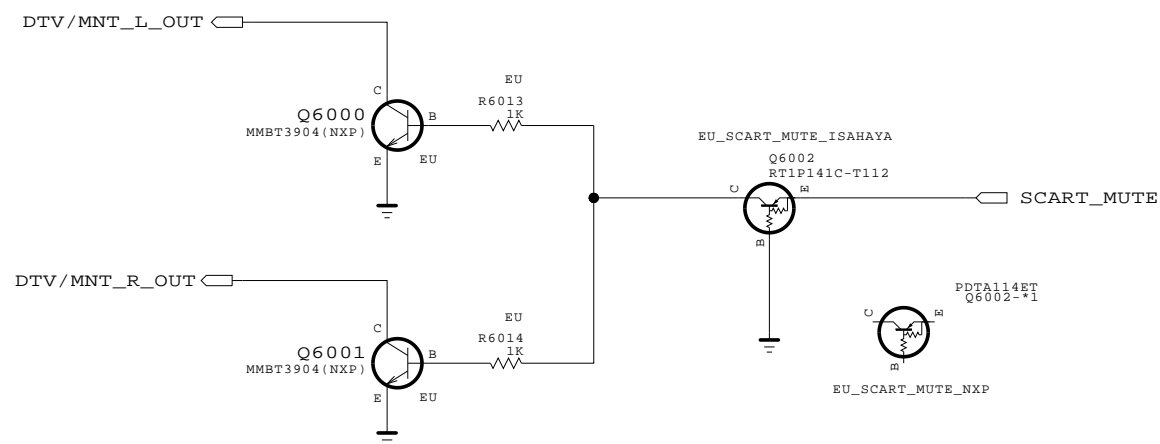 DTV/MNT_L_OUT
EU
R6013
1K
C
B
E
Q6000
MMBT3904(NXP)
EU
EU_SCART_MUTE_ISAHAYA
Q6002
RT1P141C-T112
C
E
B
SCART_MUTE
DTV/MNT_R_OUT
EU
R6014
1K
C
B
E
Q6001
MMBT3904(NXP)
EU
PDTA114ET
Q6002-*1
C
E
B
EU_SCART_MUTE_NXP